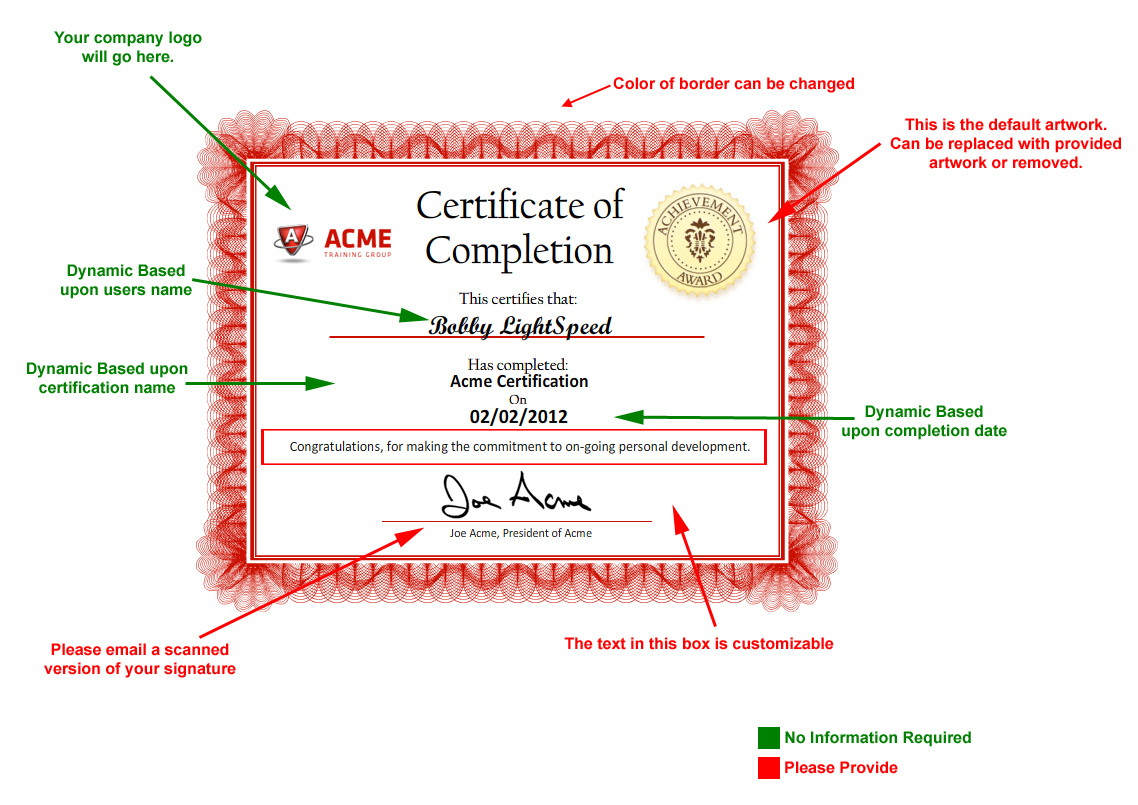 Your company logo
will go here.
Color of border can be changed
This is the default artwork.
Can be replaced with provided
artwork or removed.
Certificate of
Completion
A
ACME
TRAINING GROUP
ACHIEVEMENT
AWARD
Dynamic Based
upon users name
This certifies that:
Bobby LightSpeed
Dynamic Based upon
certification name
Has completed:
Acme Certification
On
02/02/2012
Dynamic Based
upon completion date
Congratulations, for making the commitment to on-going personal development.
Joe Acme
Joe Acme, President of Acme
Please email a scanned
version of your signature
The text in this box is customizable
No Information Required
Please Provide